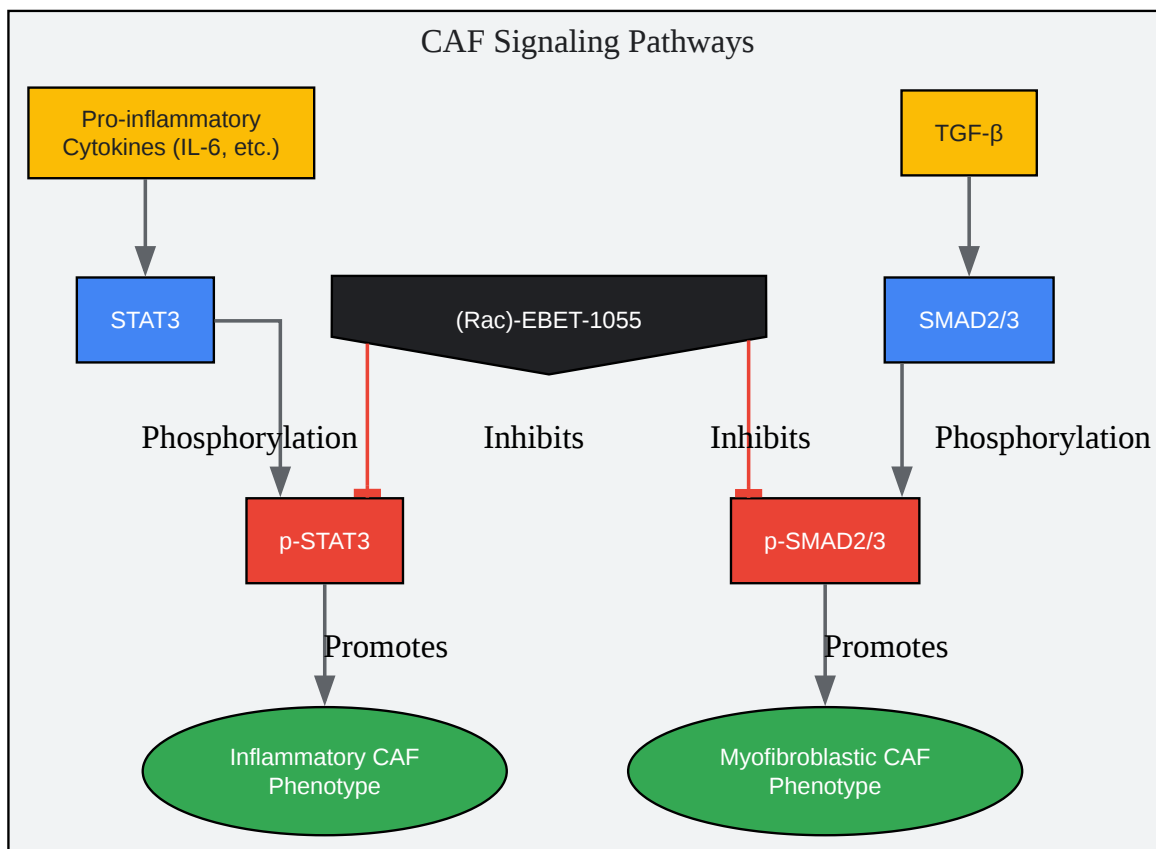 CAF Signaling Pathways
Pro-inflammatory
Cytokines (IL-6, etc.)
TGF-β
STAT3
(Rac)-EBET-1055
SMAD2/3
Phosphorylation
Inhibits
Inhibits
Phosphorylation
p-STAT3
p-SMAD2/3
Promotes
Promotes
Inflammatory CAF
Phenotype
Myofibroblastic CAF
Phenotype